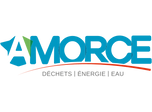 AMORCE
DÉCHETS | ÉNERGIE | EAU